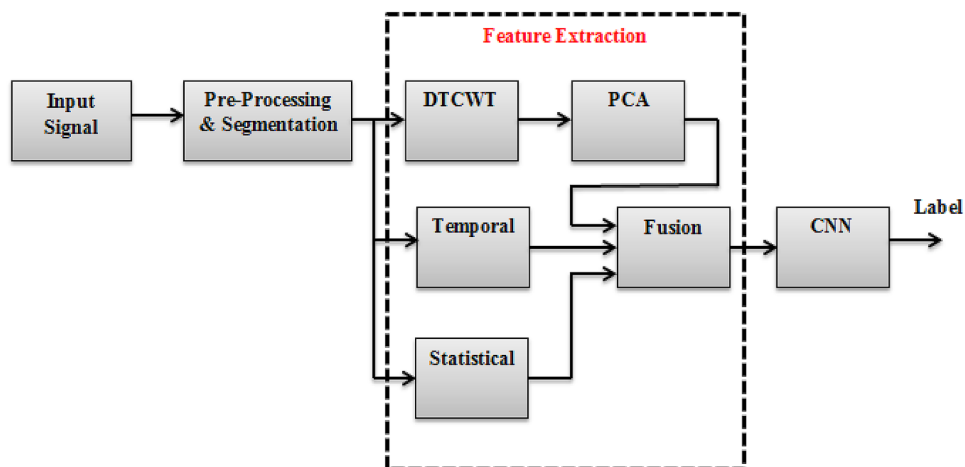 Feature Extraction
Input
Signal
Pre-Processing
& Segmentation
DTCWT
PCA
Temporal
Fusion
CNN
Label
Statistical